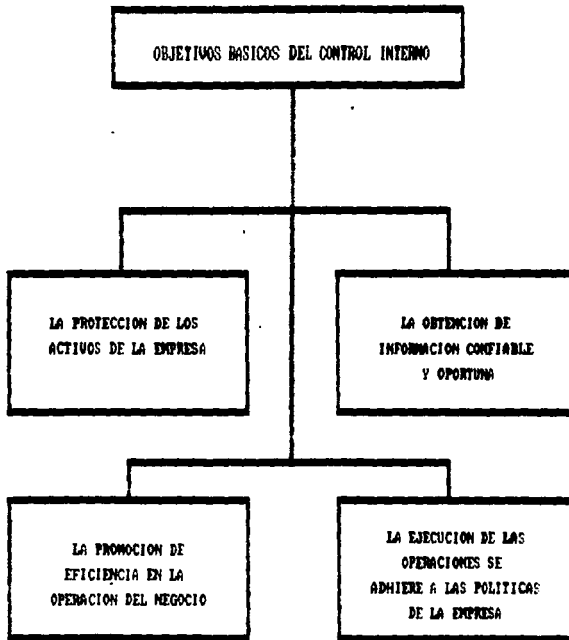 OBJETIVOS BASICOS DEL CONTROL INTERNO
LA PROTECCION DE LOS
ACTIVOS DE LA EMPRESA
LA OBTENCION DE
INFORMACION CONFIABLE
Y OPORTUNA
LA PROMOCION DE
EFICIENCIA EN LA
OPERACION DEL NEGOCIO
LA EJECUCION DE LAS
OPERACIONES SE
ADHIERE A LAS POLITICAS
DE LA EMPRESA